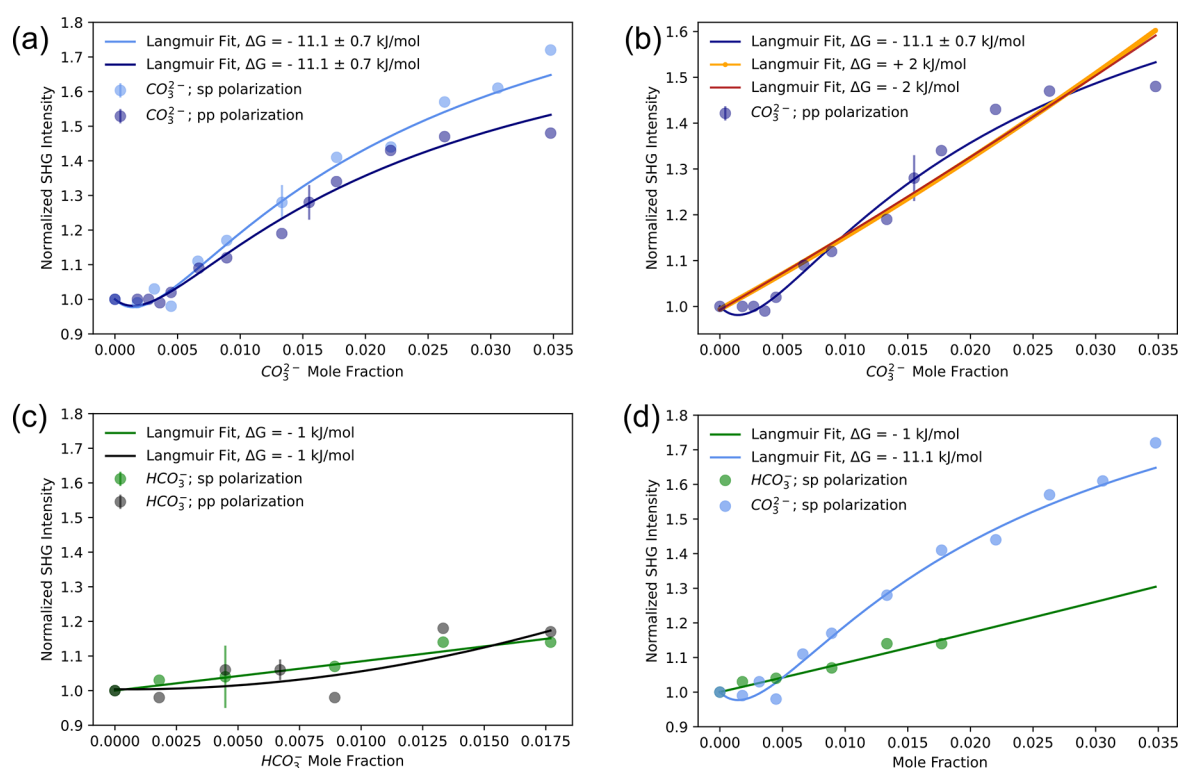 (a)
1.8
1.7
1.6
1.5
1.4
1.3
1.2
1.1
1.0
0.9
Normalized SHG Intensity
Langmuir Fit, ΔG = - 11.1 ± 0.7 kJ/mol
Langmuir Fit, ΔG = - 11.1 ± 0.7 kJ/mol
CO₃²⁻; sp polarization
CO₃²⁻; pp polarization
0.000 0.005 0.010 0.015 0.020 0.025 0.030 0.035
CO₃²⁻ Mole Fraction
(b)
1.6
1.5
1.4
1.3
1.2
1.1
1.0
Normalized SHG Intensity
Langmuir Fit, ΔG = - 11.1 ± 0.7 kJ/mol
Langmuir Fit, ΔG = + 2 kJ/mol
Langmuir Fit, ΔG = - 2 kJ/mol
CO₃²⁻; pp polarization
0.000 0.005 0.010 0.015 0.020 0.025 0.030 0.035
CO₃²⁻ Mole Fraction
(c)
1.8
1.7
1.6
1.5
1.4
1.3
1.2
1.1
1.0
0.9
Normalized SHG Intensity
Langmuir Fit, ΔG = - 1 kJ/mol
Langmuir Fit, ΔG = - 1 kJ/mol
HCO₃⁻; sp polarization
HCO₃⁻; pp polarization
0.0000 0.0025 0.0050 0.0075 0.0100 0.0125 0.0150 0.0175
HCO₃⁻ Mole Fraction
(d)
1.8
1.7
1.6
1.5
1.4
1.3
1.2
1.1
1.0
0.9
Normalized SHG Intensity
Langmuir Fit, ΔG = - 1 kJ/mol
Langmuir Fit, ΔG = - 11.1 kJ/mol
HCO₃⁻; sp polarization
CO₃²⁻; sp polarization
0.000 0.005 0.010 0.015 0.020 0.025 0.030 0.035
Mole Fraction